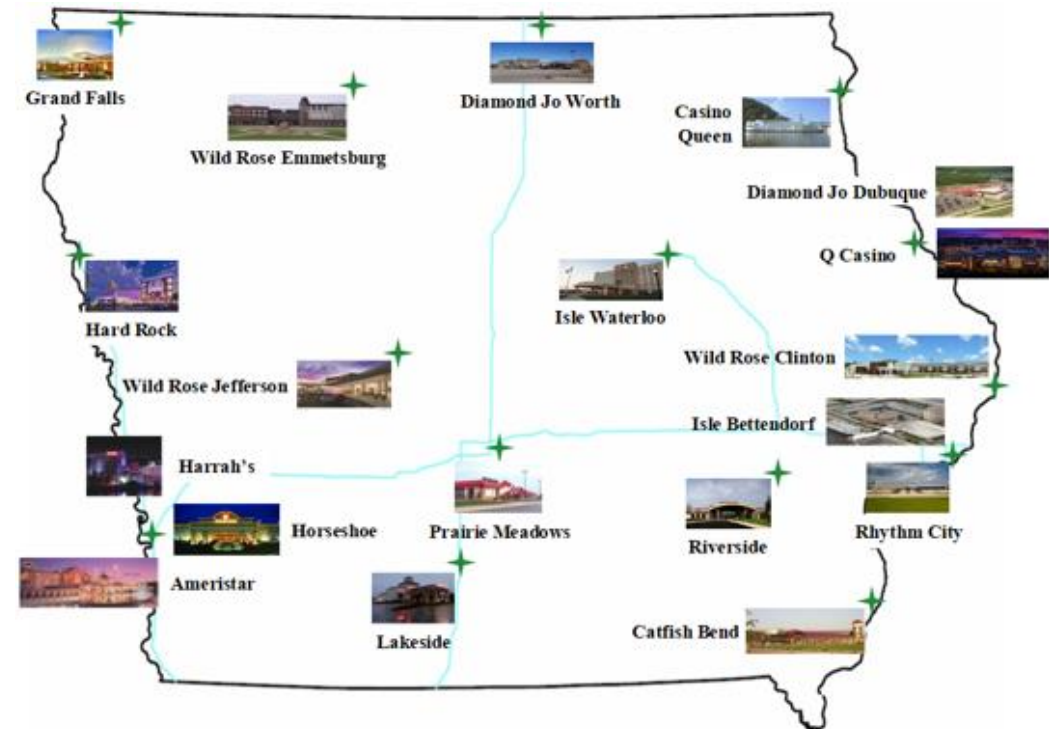 Grand Falls
Wild Rose Emmetsburg
Diamond Jo Worth
Casino
Queen
Diamond Jo Dubuque
Q Casino
Hard Rock
Isle Waterloo
Wild Rose Jefferson
Wild Rose Clinton
Isle Bettendorf
Harrah's
Horseshoe
Prairie Meadows
Riverside
Rhythm City
Ameristar
Lakeside
Catfish Bend